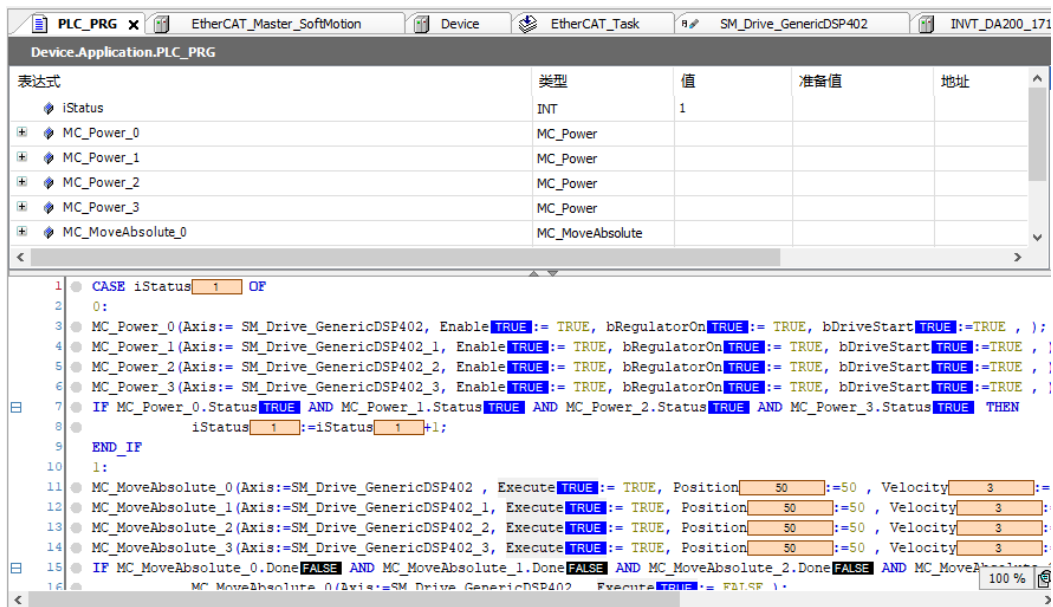 PLC_PRG EtherCAT_Master_SoftMotion Device EtherCAT_Task SM_Drive_GenericDSP402 INVT_DA200_171
Device.Application.PLC_PRG
表达式 类型 值 准备值 地址
iStatus INT 1
MC_Power_0 MC_Power
MC_Power_1 MC_Power
MC_Power_2 MC_Power
MC_Power_3 MC_Power
MC_MoveAbsolute_0 MC_MoveAbsolute
1 CASE iStatus 1 OF
2 0:
3 MC_Power_0(Axis:= SM_Drive_GenericDSP402, Enable TRUE := TRUE, bRegulatorOn TRUE := TRUE, bDriveStart TRUE :=TRUE , );
4 MC_Power_1(Axis:= SM_Drive_GenericDSP402_1, Enable TRUE := TRUE, bRegulatorOn TRUE := TRUE, bDriveStart TRUE :=TRUE , )
5 MC_Power_2(Axis:= SM_Drive_GenericDSP402_2, Enable TRUE := TRUE, bRegulatorOn TRUE := TRUE, bDriveStart TRUE :=TRUE , )
6 MC_Power_3(Axis:= SM_Drive_GenericDSP402_3, Enable TRUE := TRUE, bRegulatorOn TRUE := TRUE, bDriveStart TRUE :=TRUE , )
7 IF MC_Power_0.Status TRUE AND MC_Power_1.Status TRUE AND MC_Power_2.Status TRUE AND MC_Power_3.Status TRUE THEN
8 iStatus 1 :=iStatus 1 +1;
9 END_IF
10 1:
11 MC_MoveAbsolute_0(Axis:=SM_Drive_GenericDSP402 , Execute TRUE := TRUE, Position 50 :=50 , Velocity 3 :=
12 MC_MoveAbsolute_1(Axis:=SM_Drive_GenericDSP402_1, Execute TRUE := TRUE, Position 50 :=50 , Velocity 3 :
13 MC_MoveAbsolute_2(Axis:=SM_Drive_GenericDSP402_2, Execute TRUE := TRUE, Position 50 :=50 , Velocity 3 :
14 MC_MoveAbsolute_3(Axis:=SM_Drive_GenericDSP402_3, Execute TRUE := TRUE, Position 50 :=50 , Velocity 3 :
15 IF MC_MoveAbsolute_0.Done FALSE AND MC_MoveAbsolute_1.Done FALSE AND MC_MoveAbsolute_2.Done FALSE AND
16 MC_MoveAbsolute_0(Axis:=SM_Drive_GenericDSP402 , Execute TRUE := FALSE );
100 %